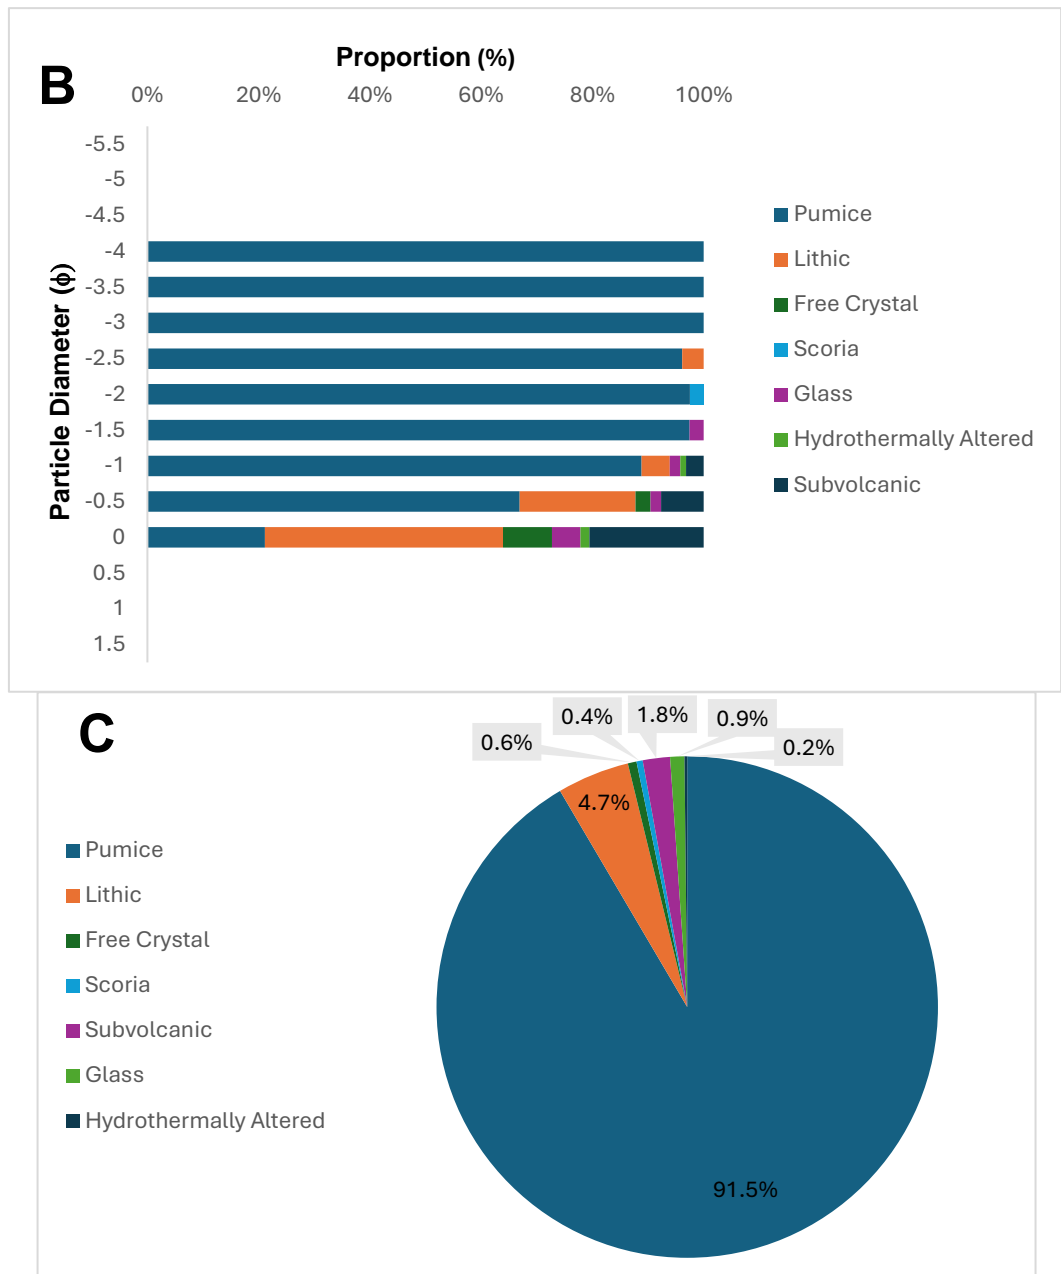 B
Proportion (%)
0% 20% 40% 60% 80% 100%
Particle Diameter (ϕ)
-5.5
-5
-4.5
-4
-3.5
-3
-2.5
-2
-1.5
-1
-0.5
0
0.5
1
1.5
Pumice
Lithic
Free Crystal
Scoria
Glass
Hydrothermally Altered
Subvolcanic
C
0.6%
0.4%
1.8%
0.9%
0.2%
4.7%
91.5%
Pumice
Lithic
Free Crystal
Scoria
Subvolcanic
Glass
Hydrothermally Altered